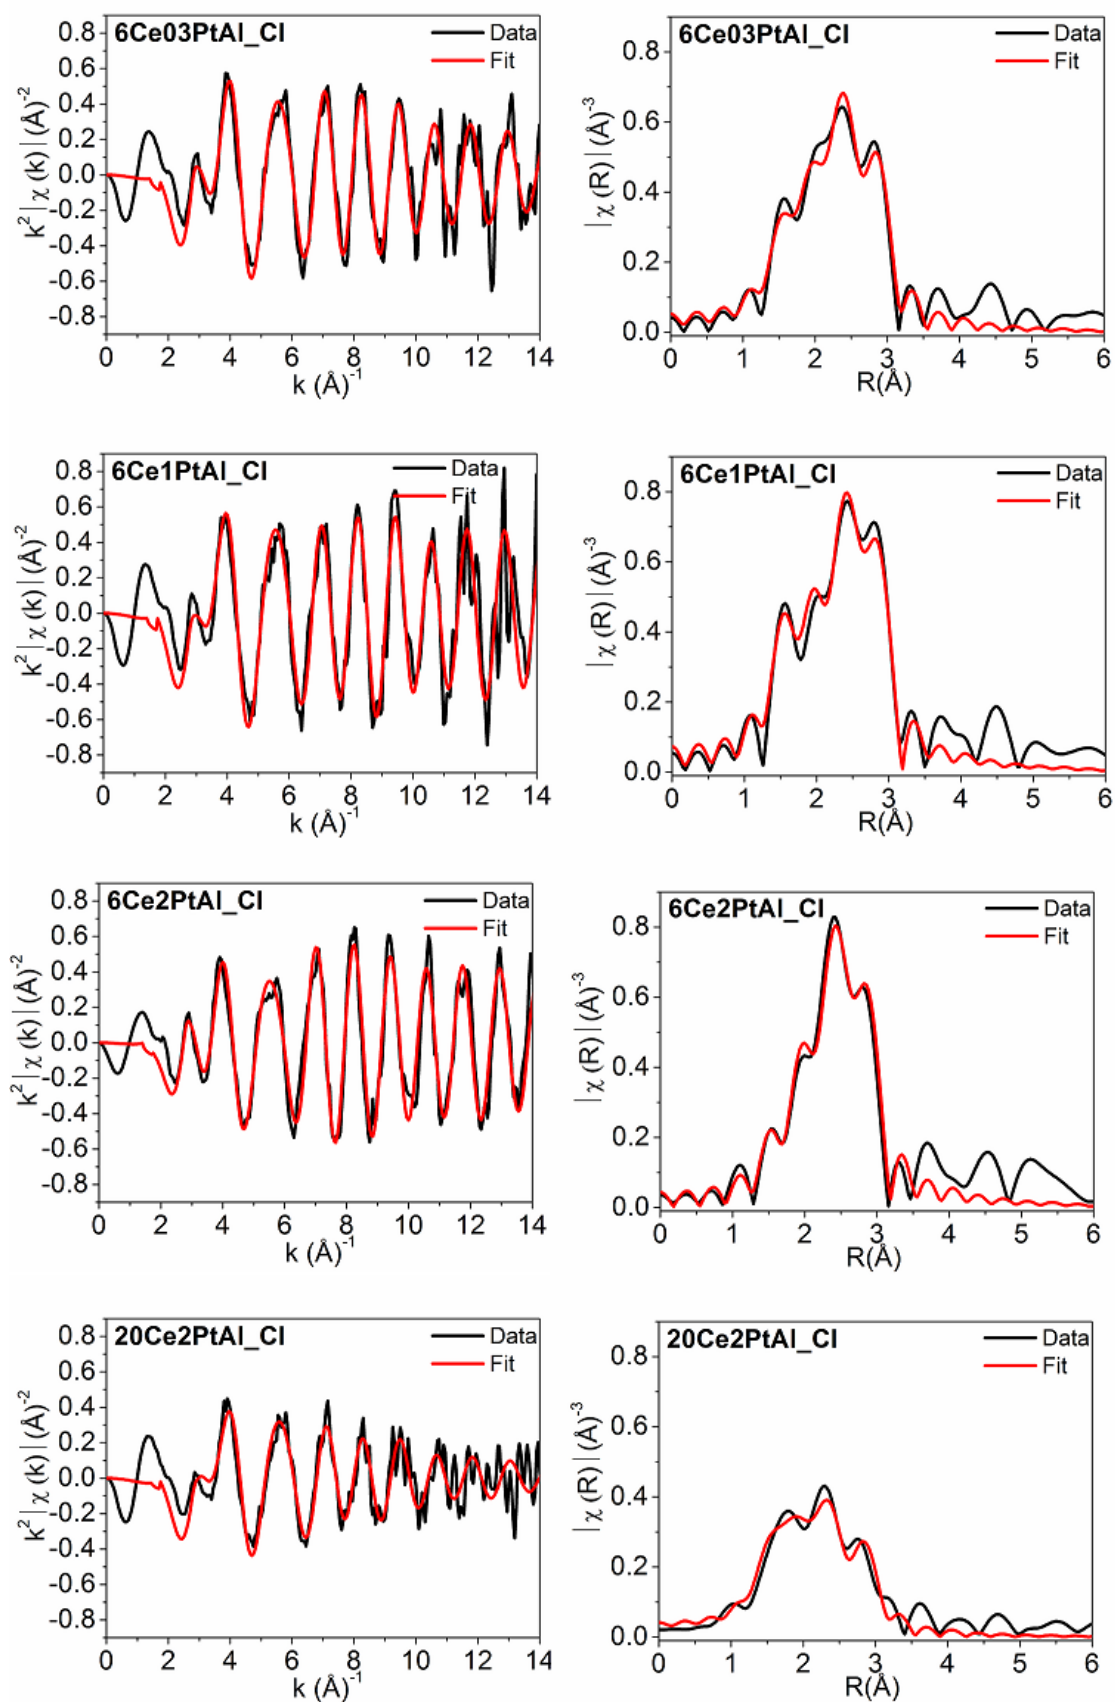 6Ce03PtAl_Cl
Data
Fit
k²|χ(k)|(Å)⁻²
0.8
0.6
0.4
0.2
0.0
-0.2
-0.4
-0.6
-0.8
0 2 4 6 8 10 12 14
k (Å)⁻¹
6Ce03PtAl_Cl
Data
Fit
|χ(R)|(Å)⁻³
0.8
0.6
0.4
0.2
0.0
0 1 2 3 4 5 6
R(Å)
6Ce1PtAl_Cl
Data
Fit
k²|χ(k)|(Å)⁻²
0.8
0.6
0.4
0.2
0.0
-0.2
-0.4
-0.6
-0.8
0 2 4 6 8 10 12 14
k (Å)⁻¹
6Ce1PtAl_Cl
Data
Fit
|χ(R)|(Å)⁻³
0.8
0.6
0.4
0.2
0.0
0 1 2 3 4 5 6
R(Å)
6Ce2PtAl_Cl
Data
Fit
k²|χ(k)|(Å)⁻²
0.8
0.6
0.4
0.2
0.0
-0.2
-0.4
-0.6
-0.8
0 2 4 6 8 10 12 14
k (Å)⁻¹
6Ce2PtAl_Cl
Data
Fit
|χ(R)|(Å)⁻³
0.8
0.6
0.4
0.2
0.0
0 1 2 3 4 5 6
R(Å)
20Ce2PtAl_Cl
Data
Fit
k²|χ(k)|(Å)⁻²
0.8
0.6
0.4
0.2
0.0
-0.2
-0.4
-0.6
-0.8
0 2 4 6 8 10 12 14
k (Å)⁻¹
20Ce2PtAl_Cl
Data
Fit
|χ(R)|(Å)⁻³
0.8
0.6
0.4
0.2
0.0
0 1 2 3 4 5 6
R(Å)